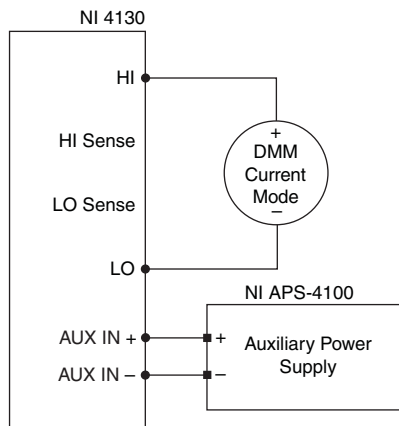 NI 4130
HI
HI Sense
LO Sense
LO
AUX IN +
AUX IN –
+
DMM
Current
Mode
–
NI APS-4100
+
–
Auxiliary Power
Supply